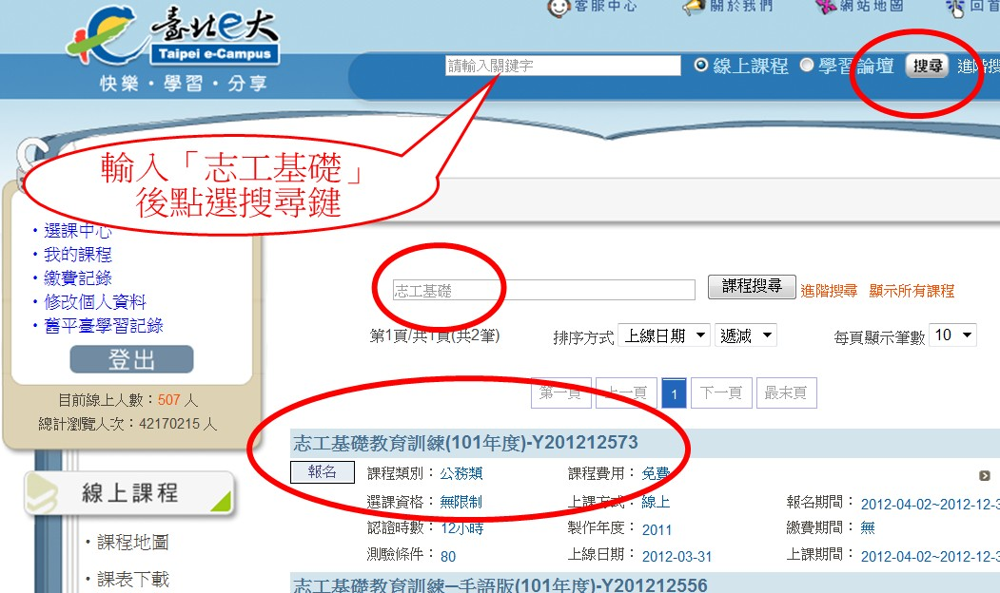 客服中心 關於我們 網站地圖 回首
臺北e大
Taipei e-Campus
快樂・學習・分享
請輸入關鍵字 線上課程 學習論壇 搜尋 進階搜
輸入「志工基礎」
後點選搜尋鍵
・選課中心
・我的課程
・繳費記錄
・修改個人資料
・舊平臺學習記錄
登出
目前線上人數：507 人
總計瀏覽人次：42170215 人
線上課程
・課程地圖
・課表下載
志工基礎 課程搜尋 進階搜尋 顯示所有課程
第1頁/共1頁(共2筆) 排序方式 上線日期 遞減 每頁顯示筆數 10
第一頁 上一頁 1 下一頁 最末頁
志工基礎教育訓練(101年度)-Y201212573
報名 課程類別：公務類 課程費用：免費
選課資格：無限制 上課方式：線上 報名期間：2012-04-02~2012-12-3
認證時數：12小時 製作年度：2011 繳費期間：無
測驗條件：80 上線日期：2012-03-31 上課期間：2012-04-02~2012-12-3
志工基礎教育訓練─手語版(101年度)-Y201212556